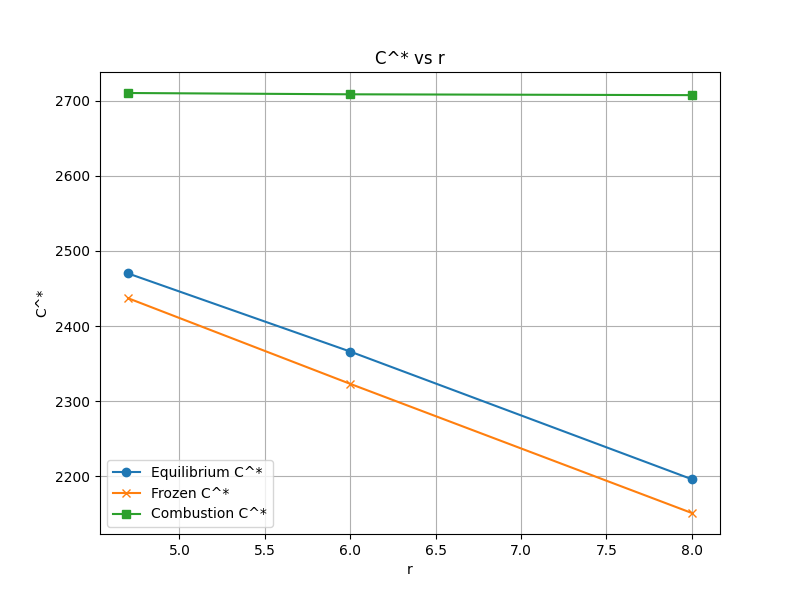 C^* vs r
C^*
2700
2600
2500
2400
2300
2200
Equilibrium C^*
Frozen C^*
Combustion C^*
5.0 5.5 6.0 6.5 7.0 7.5 8.0
r